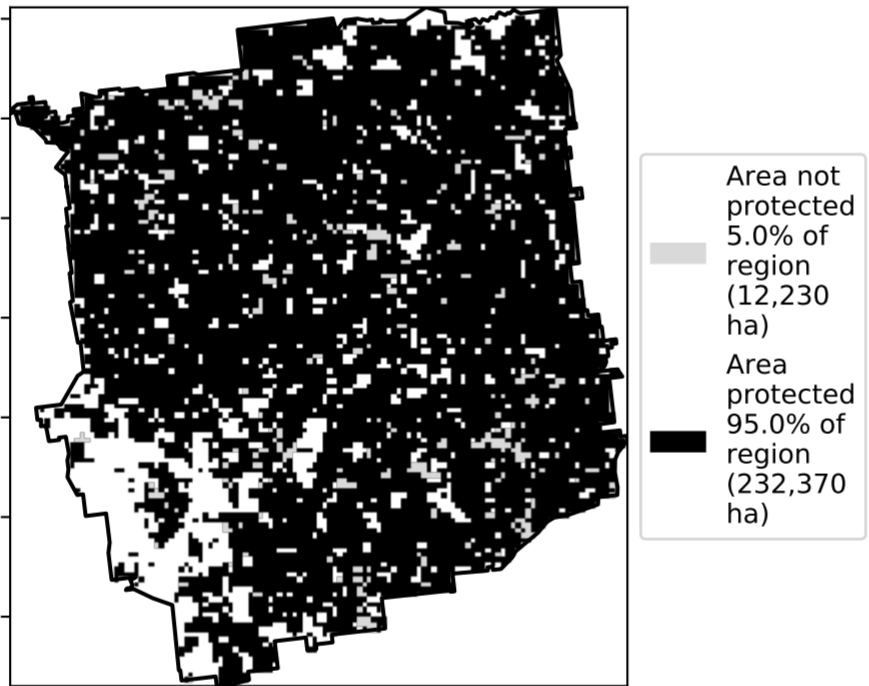 Area not
protected
5.0% of
region
(12,230
ha)
Area
protected
95.0% of
region
(232,370
ha)